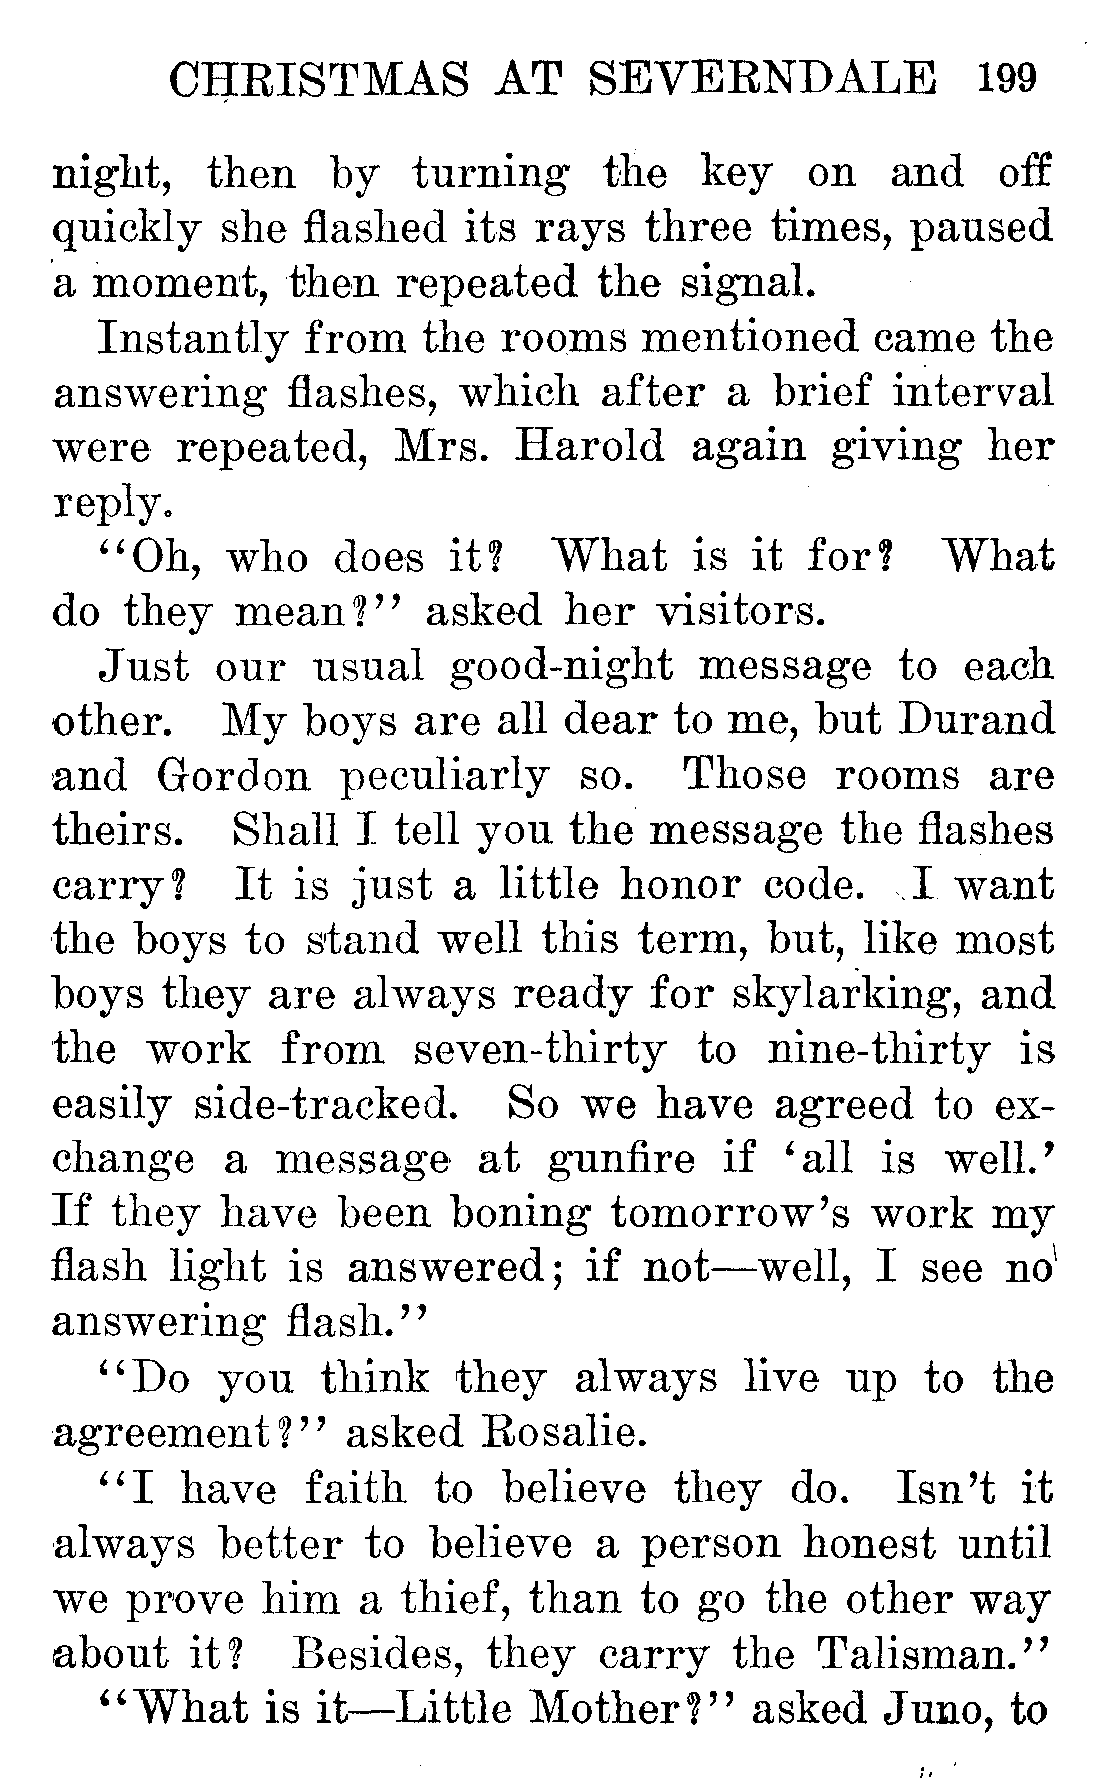 CHRISTMAS AT SEVERNDALE 199
night, then by turning the key on and off
quickly she flashed its rays three times, paused
a moment, then repeated the signal.
Instantly from the rooms mentioned came the
answering flashes, which after a brief interval
were repeated, Mrs. Harold again giving her
reply.
“Oh, who does it? What is it for? What
do they mean?” asked her visitors.
Just our usual good-night message to each
other. My boys are all dear to me, but Durand
and Gordon peculiarly so. Those rooms are
theirs. Shall I tell you the message the flashes
carry? It is just a little honor code. I want
the boys to stand well this term, but, like most
boys they are always ready for skylarking, and
the work from seven-thirty to nine-thirty is
easily side-tracked. So we have agreed to ex-
change a message at gunfire if ‘all is well.’
If they have been boning tomorrow’s work my
flash light is answered; if not—well, I see no
answering flash.”
“Do you think they always live up to the
agreement?” asked Rosalie.
“I have faith to believe they do. Isn’t it
always better to believe a person honest until
we prove him a thief, than to go the other way
about it? Besides, they carry the Talisman.”
“What is it—Little Mother?” asked Juno, to